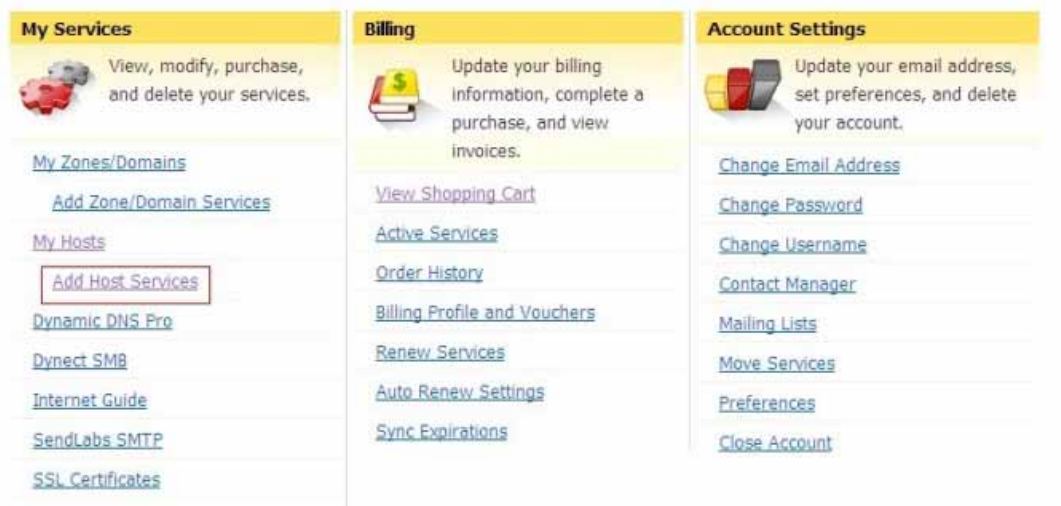 My Services
View, modify, purchase,
and delete your services.
My Zones/Domains
Add Zone/Domain Services
My Hosts
Add Host Services
Dynamic DNS Pro
Dynect SMB
Internet Guide
SendLabs SMTP
SSL Certificates
Billing
Update your billing
information, complete a
purchase, and view
invoices.
View Shopping Cart
Active Services
Order History
Billing Profile and Vouchers
Renew Services
Auto Renew Settings
Sync Expirations
Account Settings
Update your email address,
set preferences, and delete
your account.
Change Email Address
Change Password
Change Username
Contact Manager
Mailing Lists
Move Services
Preferences
Close Account